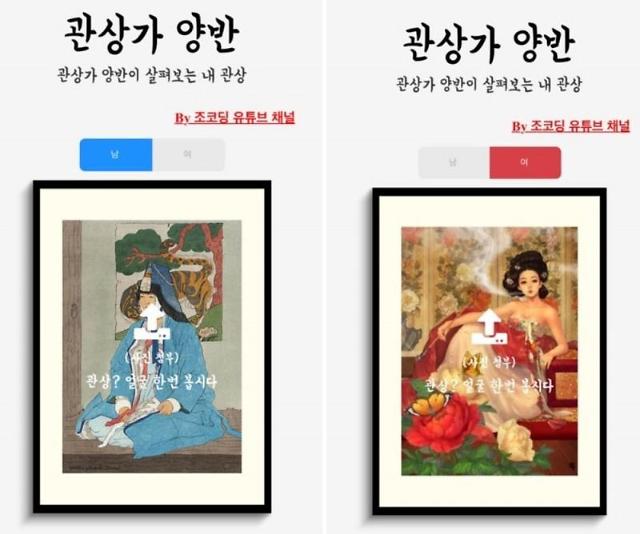 관상가 양반
관상가 양반이 살펴보는 내 관상
By 조코딩 유튜브 채널
남 여
(사진 첨부)
관상? 얼굴 한번 봅시다
관상가 양반
관상가 양반이 살펴보는 내 관상
By 조코딩 유튜브 채널
남 여
(사진 첨부)
관상? 얼굴 한번 봅시다